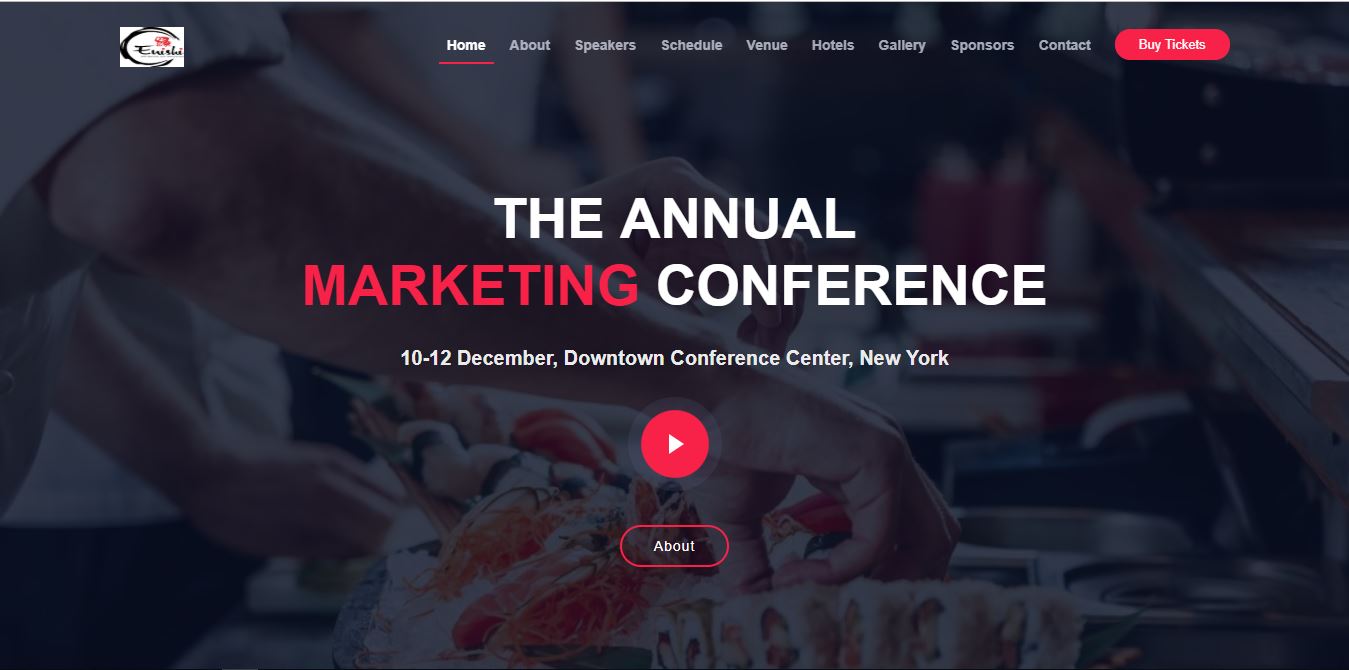 Enishi
Home About Speakers Schedule Venue Hotels Gallery Sponsors Contact Buy Tickets
THE ANNUAL
MARKETING CONFERENCE
10-12 December, Downtown Conference Center, New York
About